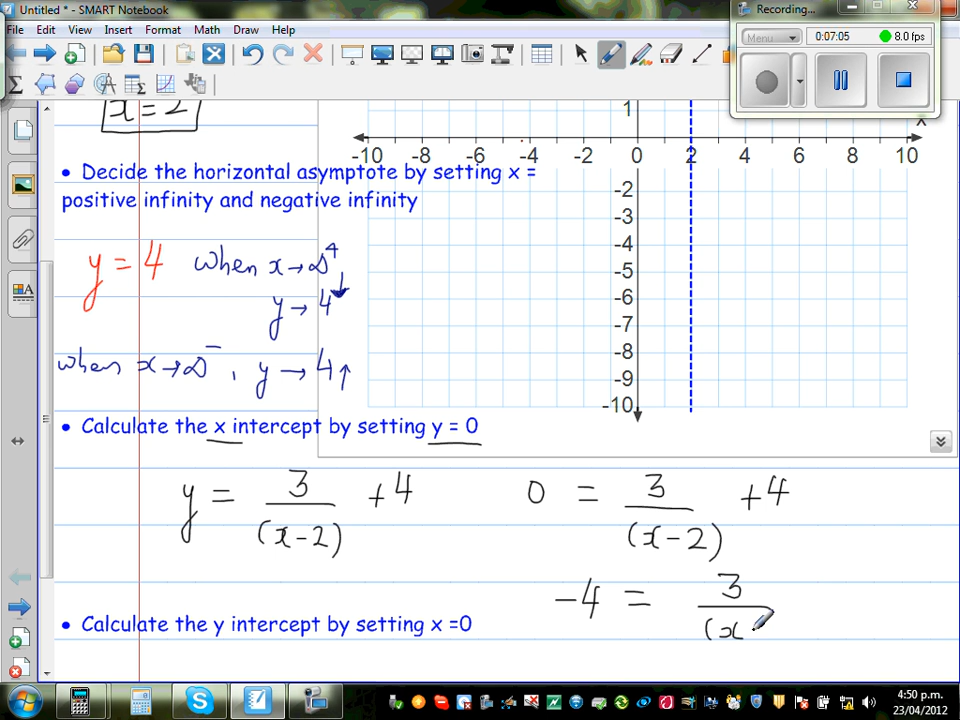 Untitled * - SMART Notebook
Recording...
File Edit View Insert Format Math Draw Help
Menu 0:07:05 8.0 fps
x = 2
1
x
-10 -8 -6 -4 -2 0 2 4 6 8 10
• Decide the horizontal asymptote by setting x =
positive infinity and negative infinity
-2
-3
-4
-5
-6
-7
-8
-9
-10
y = 4 when x → ∞⁺
y → 4 ↓
when x → ∞⁻, y → 4 ↑
• Calculate the x intercept by setting y = 0
y = 3/(x-2) + 4 0 = 3/(x-2) + 4
-4 = 3/(x
• Calculate the y intercept by setting x =0
4:50 p.m.
23/04/2012